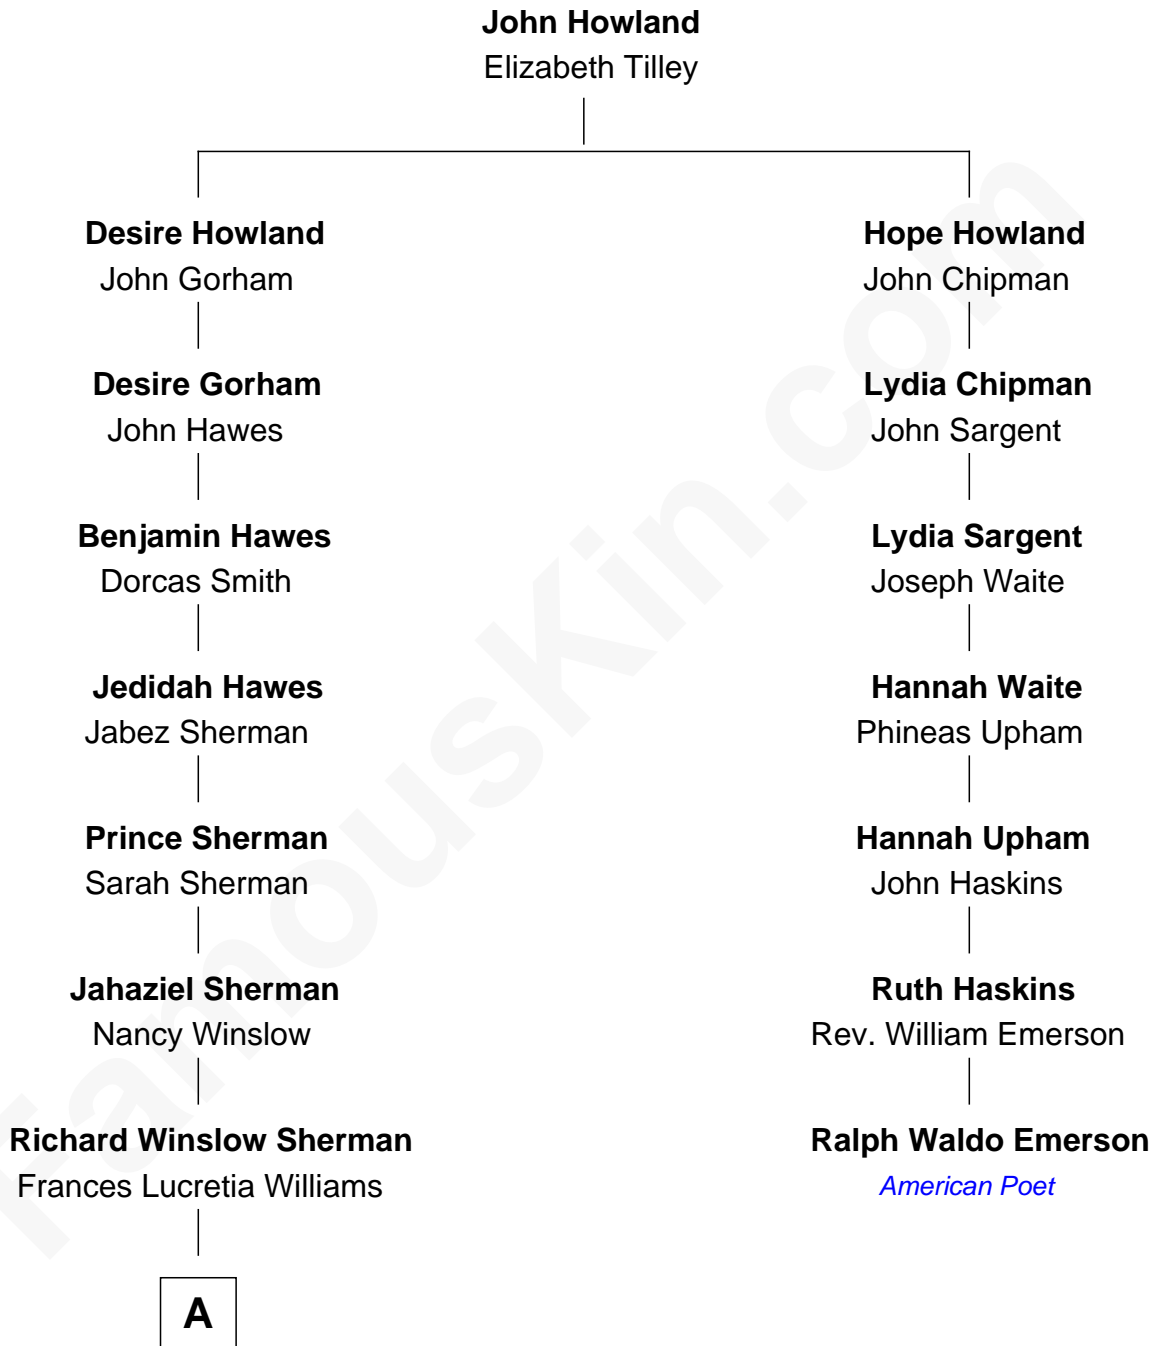 John Howland
Elizabeth Tilley
Desire Howland
John Gorham
Hope Howland
John Chipman
Desire Gorham
John Hawes
Lydia Chipman
John Sargent
Benjamin Hawes
Dorcas Smith
Lydia Sargent
Joseph Waite
Jedidah Hawes
Jabez Sherman
Hannah Waite
Phineas Upham
Prince Sherman
Sarah Sherman
Hannah Upham
John Haskins
Jahaziel Sherman
Nancy Winslow
Ruth Haskins
Rev. William Emerson
Richard Winslow Sherman
Frances Lucretia Williams
Ralph Waldo Emerson
American Poet
A
FamousKin.com